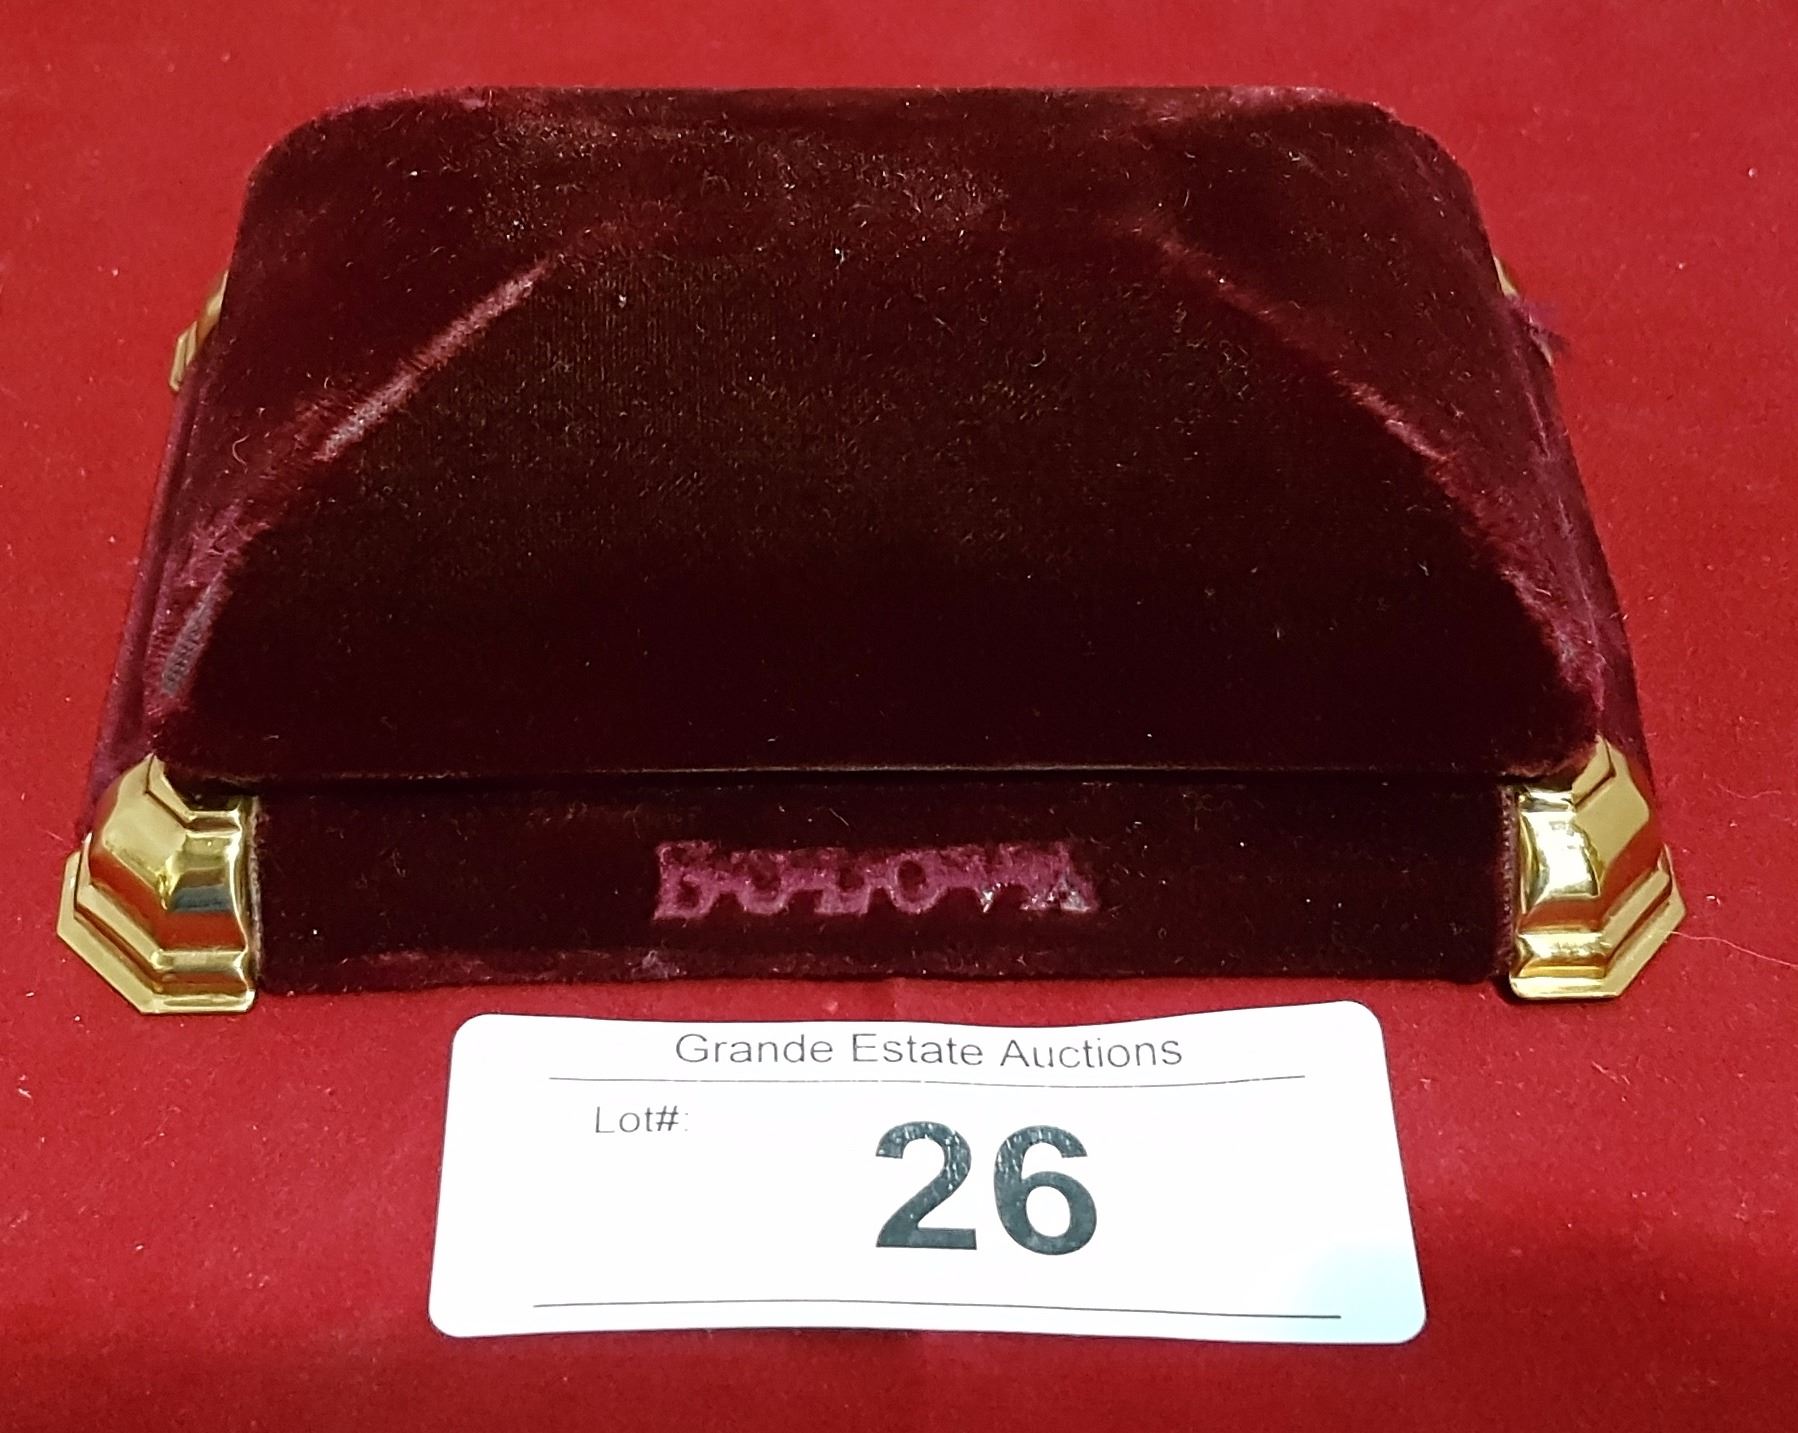 BULOVA
Grande Estate Auctions
Lot#:
26